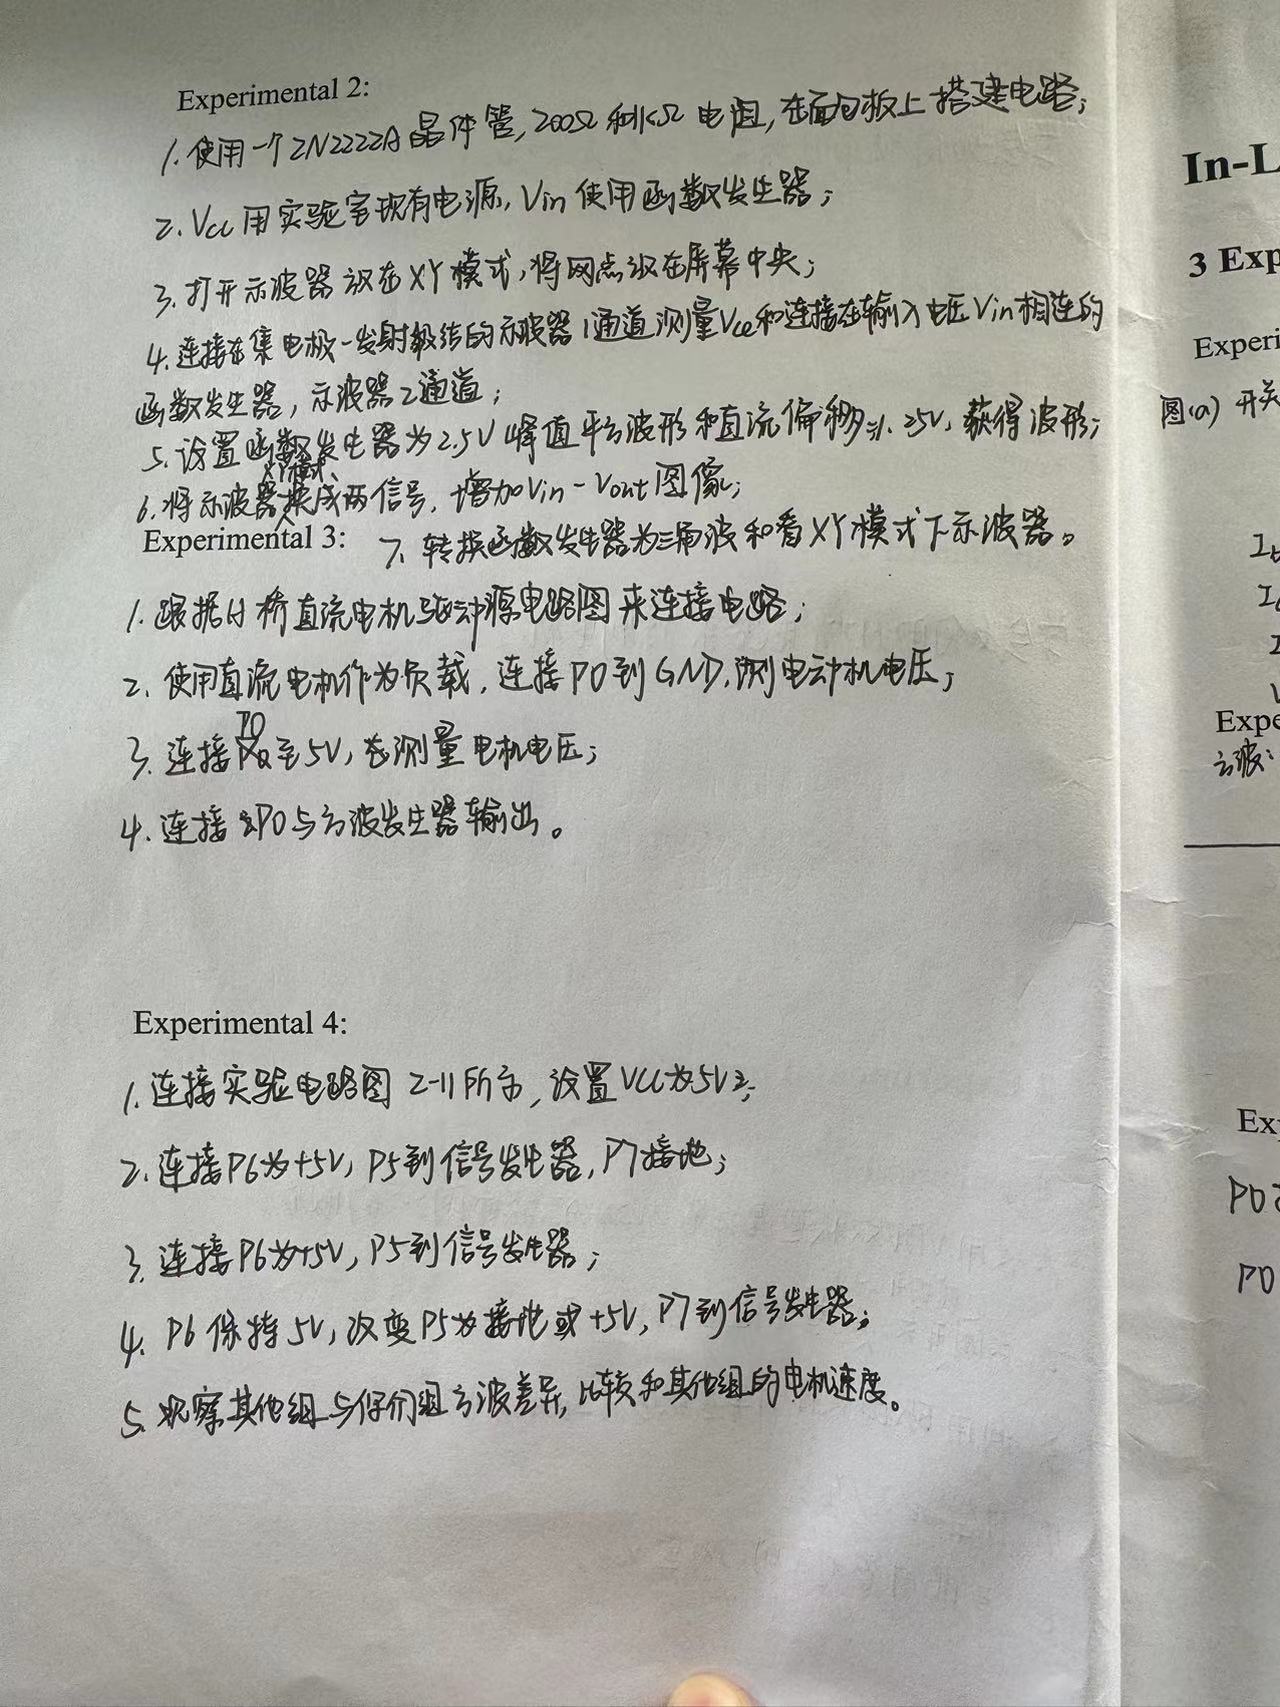 Experimental 2:
1. 使用一个2N2222A晶体管，200Ω和1kΩ电阻，在面包板上搭建电路；
2. Vcc用实验室现有电源，Vin使用函数发生器；
3. 打开示波器放在XY模式，将网点放在屏幕中央；
4. 连接在集电极-发射极结的示波器1通道测量Vce和连接在输入电压Vin相连的
函数发生器，示波器2通道；
5. 设置函数发生器为2.5V峰值平方波形和直流偏移1.25V，获得波形；
XY模式、
6. 将示波器换成两信号，增加Vin-Vout图像；
Experimental 3:
7. 转换函数发生器为三角波和看XY模式下示波器。
1. 跟据H桥直流电机驱动源电路图来连接电路；
2. 使用直流电机作为负载，连接P0到GND，测电动机电压；
3. 连接P0至5V，去测量电机电压；
4. 连接P0与方波发生器输出。
Experimental 4:
1. 连接实验电路图2-11所示，设置VCC为5V；
2. 连接P6为+5V，P5到信号发生器，P7接地；
3. 连接P6为+5V，P5到信号发生器；
4. P6保持5V，改变P5为接地或+5V，P7到信号发生器；
5. 观察其他组与你们组方波差异，比较和其他组的电机速度。
In-L
3 Exp
Experi
图(a) 开关
Expe
方波：
Ex
P0
P0